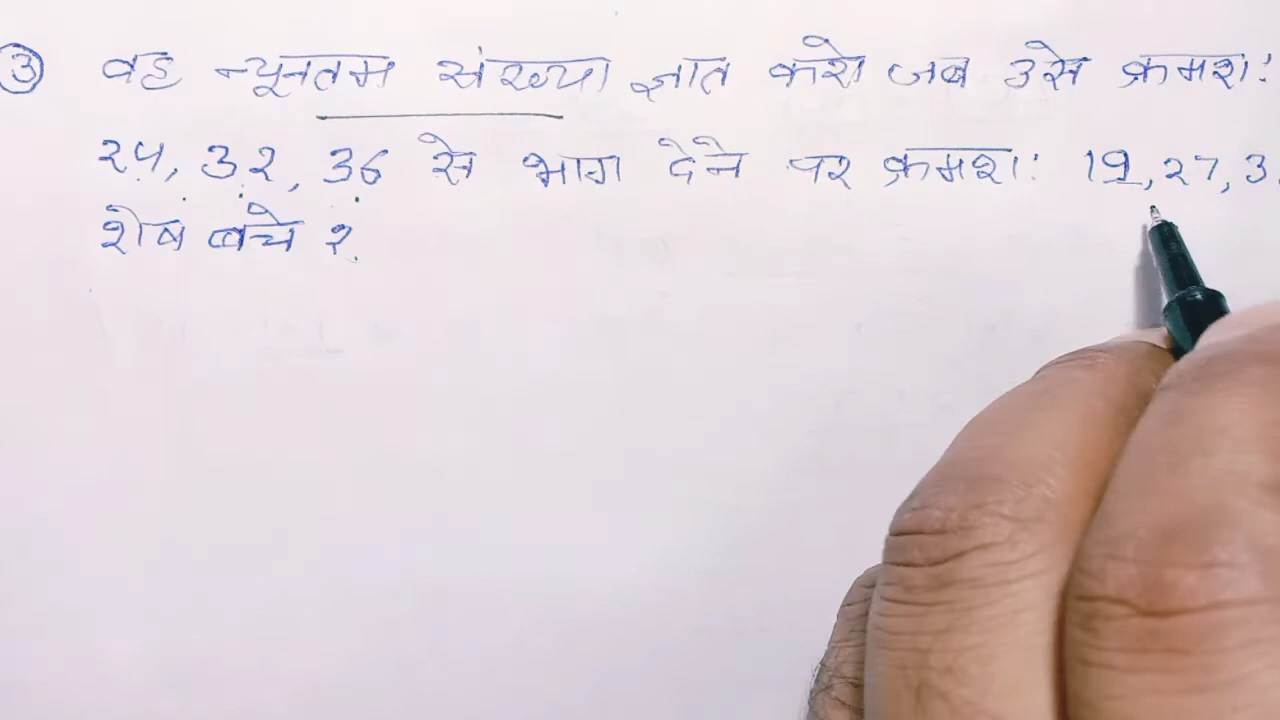 ③ वह न्यूनतम संख्या ज्ञात करो जब उसे क्रमशः
24, 32, 36 से भाग देने पर क्रमशः 19, 27, 3
शेष बचे ?